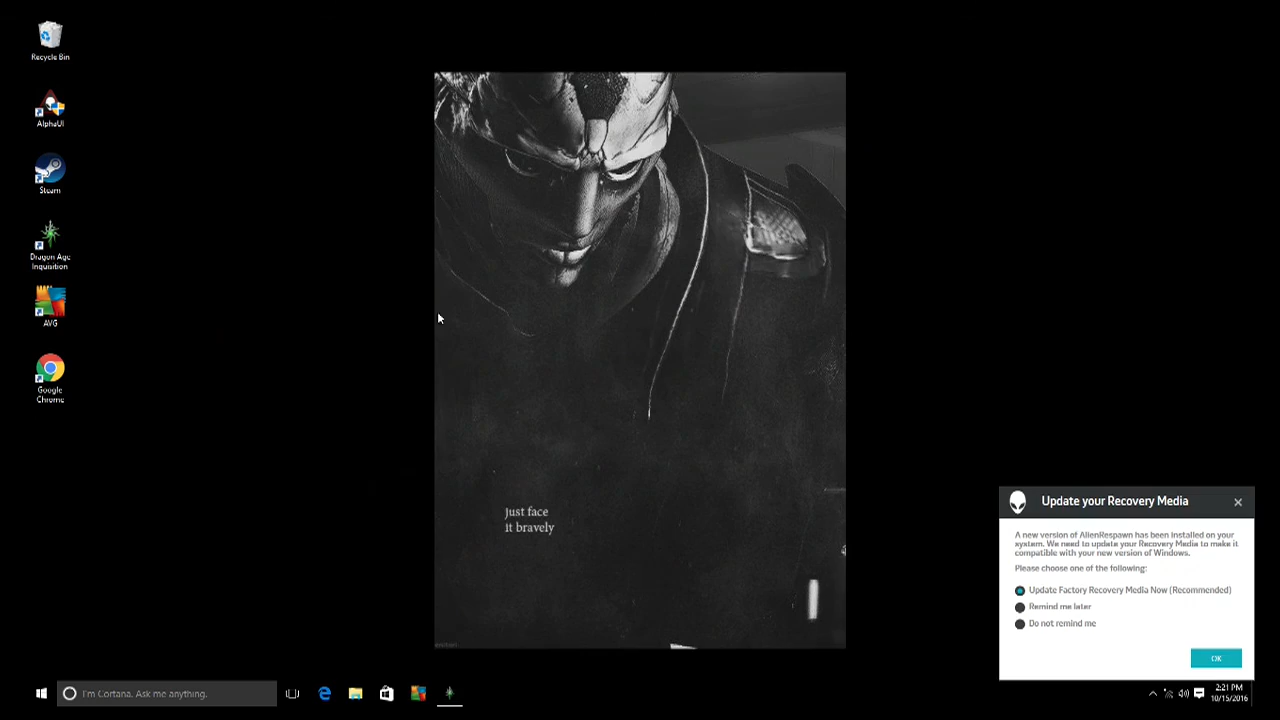 Recycle Bin
AlphaUI
Steam
Dragon Age
Inquisition
AVG
Google
Chrome
just face
it bravely
Update your Recovery Media
A new version of AlienRespawn has been installed on your
system. We need to update your Recovery Media to make it
compatible with your new version of Windows.
Please choose one of the following:
Update Factory Recovery Media Now (Recommended)
Remind me later
Do not remind me
OK
I'm Cortana. Ask me anything.
2:21 PM
10/15/2016